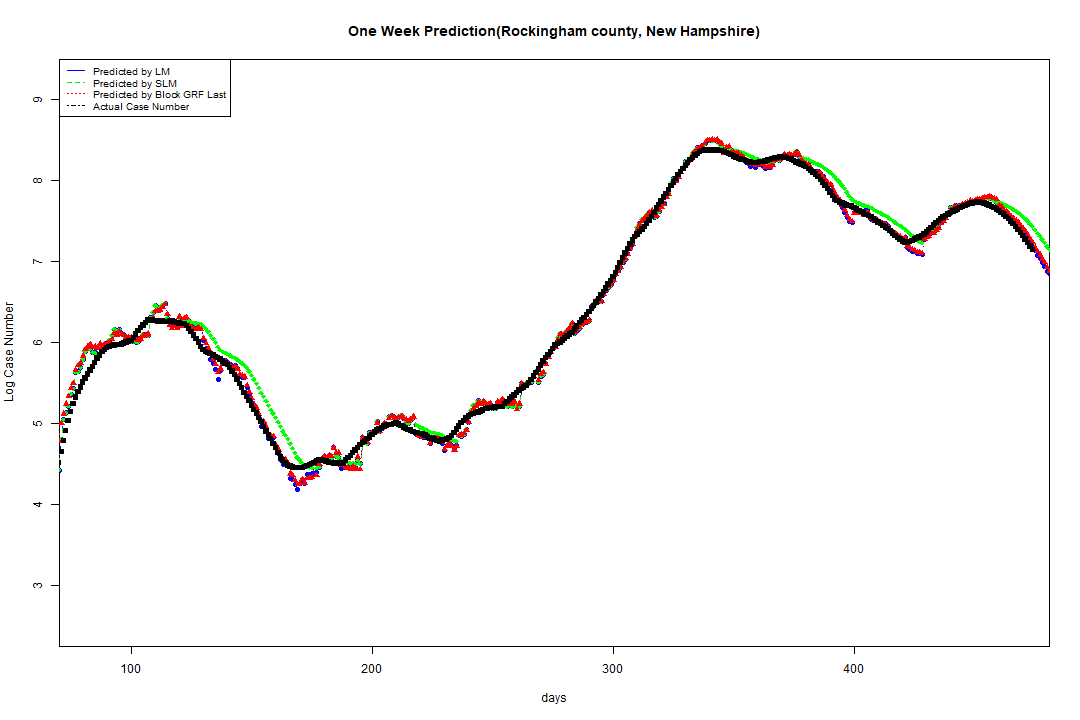 One Week Prediction(Rockingham county, New Hampshire)
Predicted by LM
Predicted by SLM
Predicted by Block GRF Last
Actual Case Number
9
8
7
6
5
4
3
Log Case Number
100 200 300 400
days